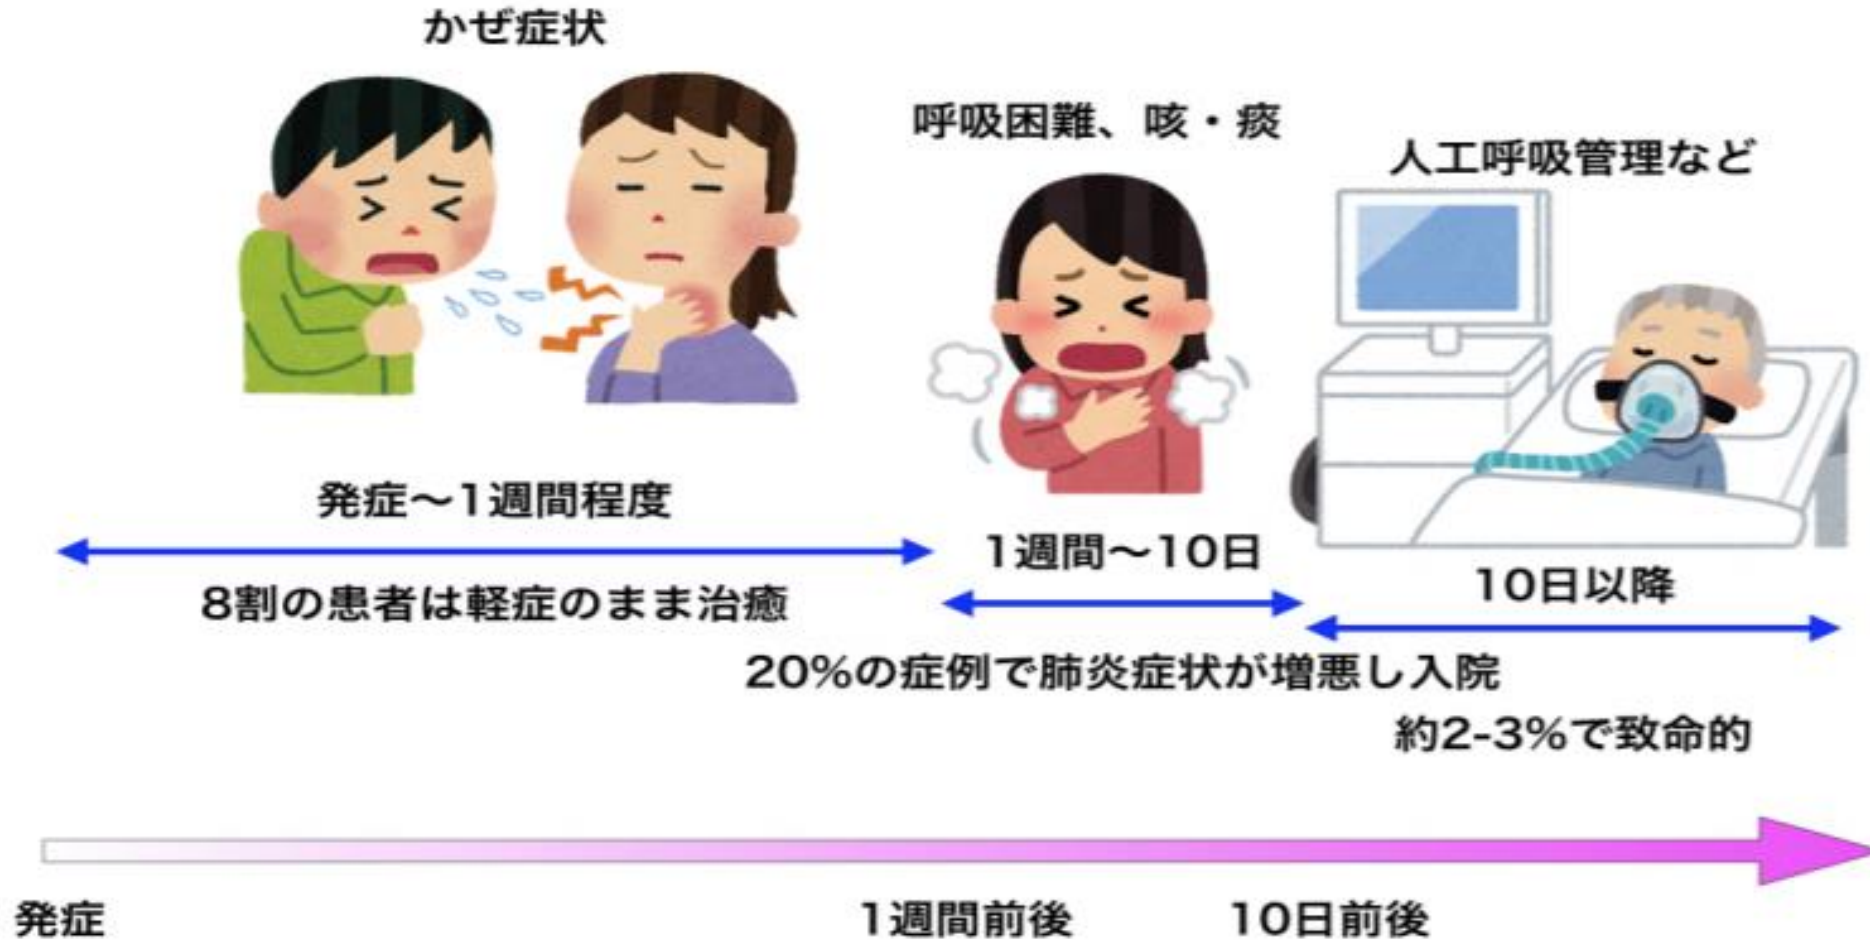 かぜ症状
呼吸困難、咳・痰
人工呼吸管理など
発症～1週間程度
8割の患者は軽症のまま治癒
1週間～10日
20%の症例で肺炎症状が増悪し入院
10日以降
約2-3%で致命的
発症
1週間前後
10日前後